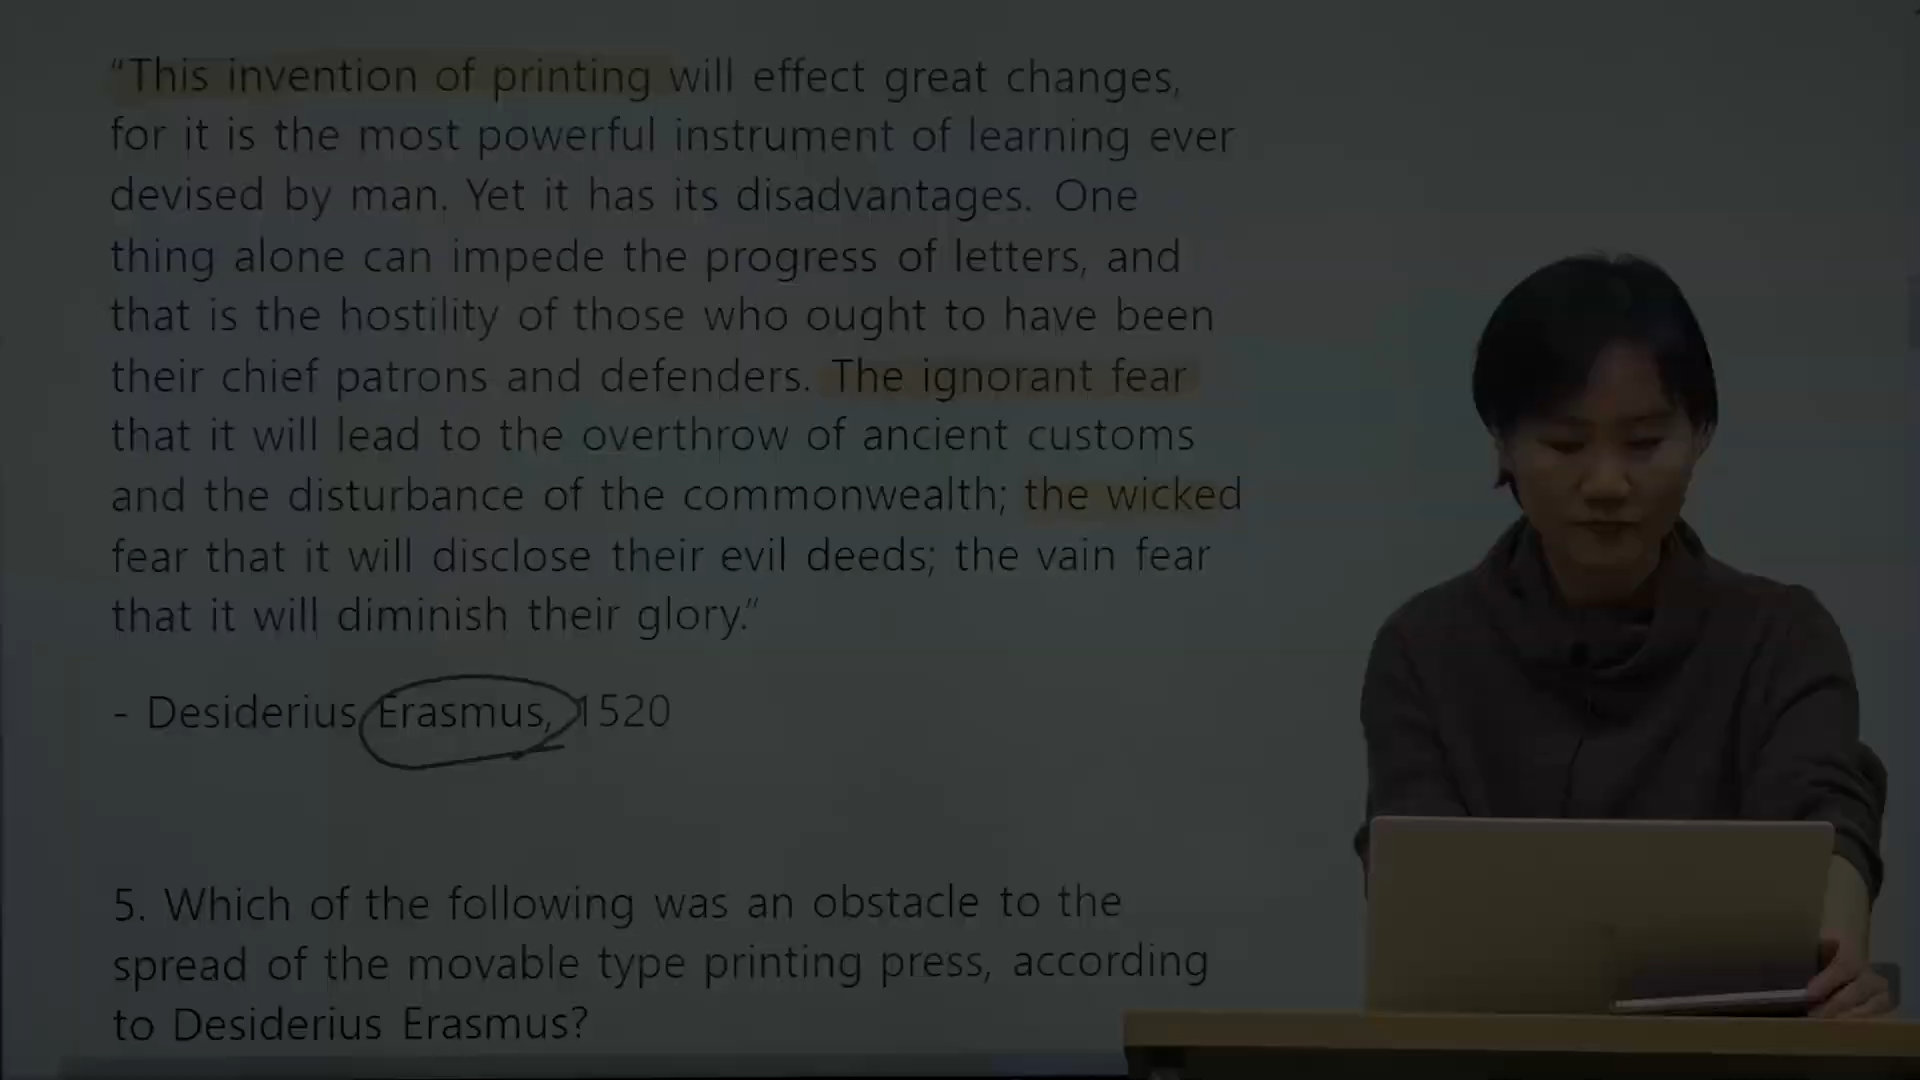 “This invention of printing will effect great changes,
for it is the most powerful instrument of learning ever
devised by man. Yet it has its disadvantages. One
thing alone can impede the progress of letters, and
that is the hostility of those who ought to have been
their chief patrons and defenders. The ignorant fear
that it will lead to the overthrow of ancient customs
and the disturbance of the commonwealth; the wicked
fear that it will disclose their evil deeds; the vain fear
that it will diminish their glory.“
- Desiderius Erasmus, 1520
5. Which of the following was an obstacle to the
spread of the movable type printing press, according
to Desiderius Erasmus?